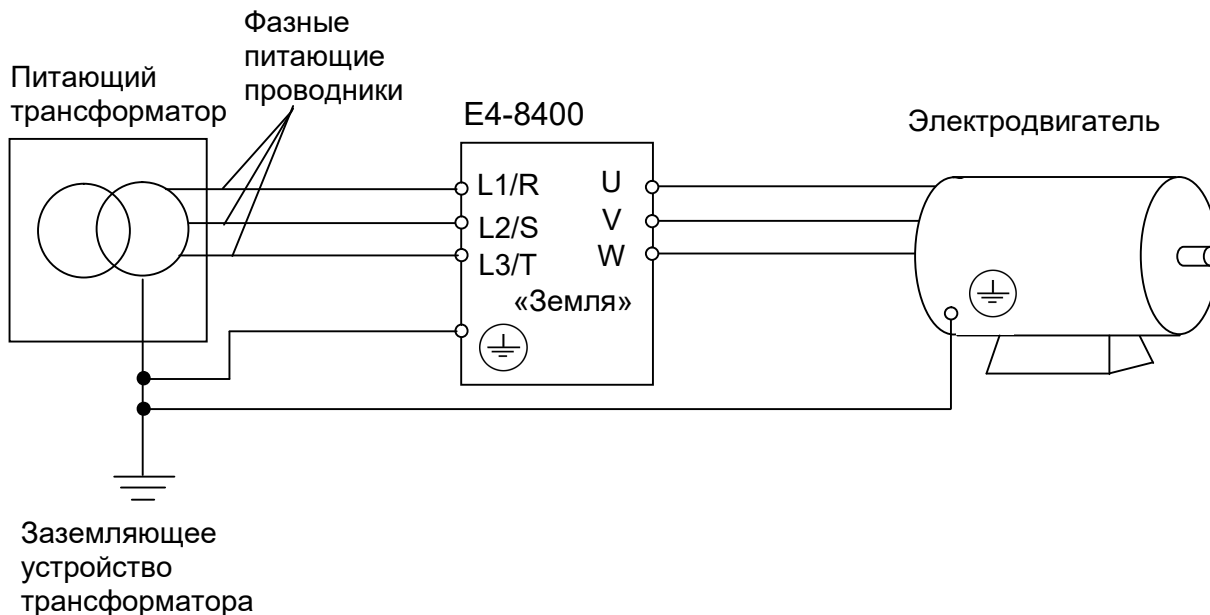 Фазные
питающие
проводники
Питающий
трансформатор
E4-8400
Электродвигатель
L1/R
U
L2/S
V
L3/T
W
«Земля»
Заземляющее
устройство
трансформатора